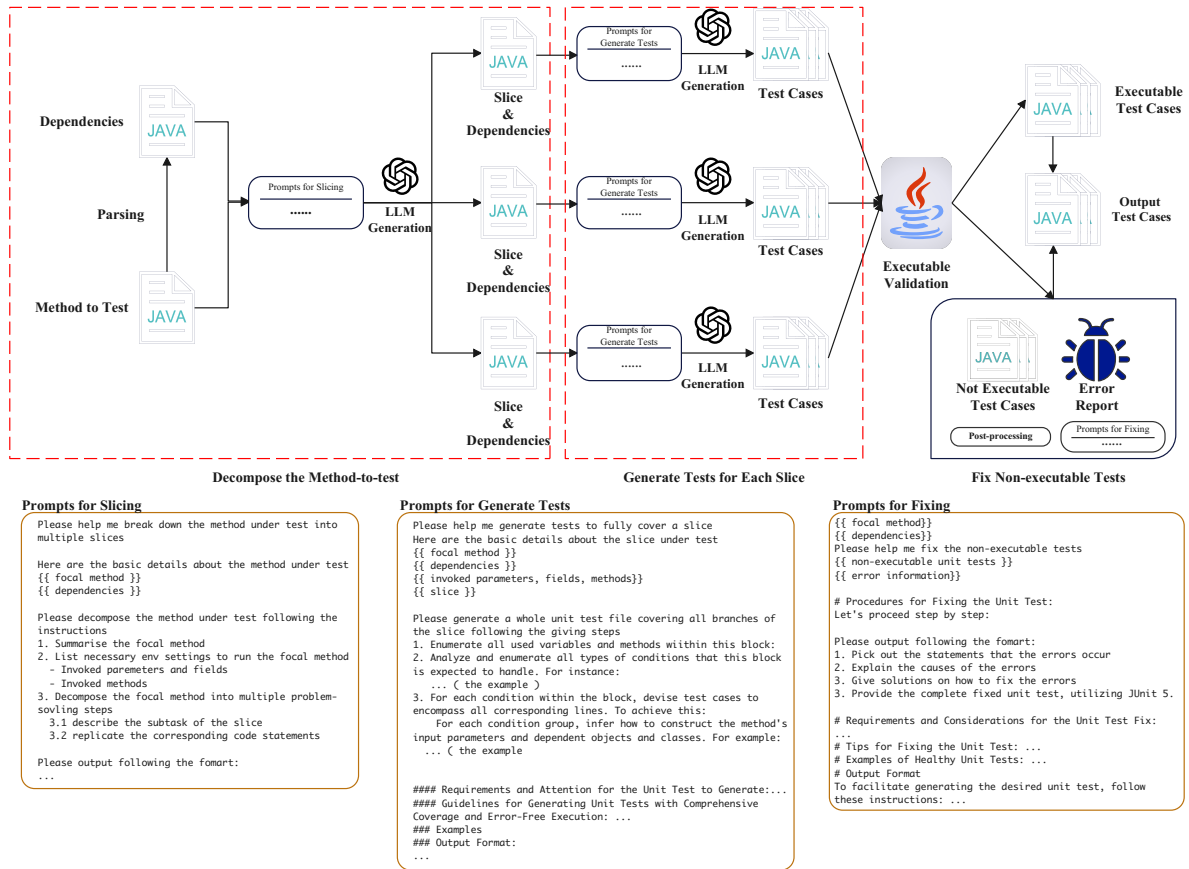 Dependencies
JAVA
Parsing
Method to Test
JAVA
Prompts for Slicing
......
LLM
Generation
JAVA
Slice
&
Dependencies
JAVA
Slice
&
Dependencies
JAVA
Slice
&
Dependencies
Prompts for
Generate Tests
......
LLM
Generation
JAVA
Test Cases
Prompts for
Generate Tests
......
LLM
Generation
JAVA
Test Cases
Prompts for
Generate Tests
......
LLM
Generation
JAVA
Test Cases
Executable
Validation
JAVA
Executable
Test Cases
JAVA
Output
Test Cases
JAVA
Not Executable
Test Cases
Error
Report
Post-processing
Prompts for Fixing
......
Decompose the Method-to-test
Generate Tests for Each Slice
Fix Non-executable Tests
Prompts for Slicing
Please help me break down the method under test into
multiple slices
Here are the basic details about the method under test
{{ focal method }}
{{ dependencies }}
Please decompose the method under test following the
instructions
1. Summarise the focal method
2. List necessary env settings to run the focal method
- Invoked paremeters and fields
- Invoked methods
3. Decompose the focal method into multiple problem-
sovling steps
3.1 describe the subtask of the slice
3.2 replicate the corresponding code statements
Please output following the fomart:
...
Prompts for Generate Tests
Please help me generate tests to fully cover a slice
Here are the basic details about the slice under test
{{ focal method }}
{{ dependencies }}
{{ invoked parameters, fields, methods}}
{{ slice }}
Please generate a whole unit test file covering all branches
of the slice following the giving steps
1. Enumerate all used variables and methods wiithin this block:
2. Analyze and enumerate all types of conditions that this block
is expected to handle. For instance:
... ( the example )
3. For each condition within the block, devise test cases to
encompass all corresponding lines. To achieve this:
For each condition group, infer how to construct the method's
input parameters and dependent objects and classes. For example:
... ( the example
#### Requirements and Attention for the Unit Test to Generate:...
#### Guidelines for Generating Unit Tests with Comprehensive
Coverage and Error-Free Execution: ...
### Examples
### Output Format:
...
Prompts for Fixing
{{ focal method}}
{{ dependencies}}
Please help me fix the non-executable tests
{{ non-executable unit tests }}
{{ error information}}
# Procedures for Fixing the Unit Test:
Let's proceed step by step:
Please output following the fomart:
1. Pick out the statements that the errors occur
2. Explain the causes of the errors
3. Give solutions on how to fix the errors
3. Provide the complete fixed unit test, utilizing JUnit 5.
# Requirements and Considerations for the Unit Test Fix:
...
# Tips for Fixing the Unit Test: ...
# Examples of Healthy Unit Tests: ...
# Output Format
To facilitate generating the desired unit test, follow
these instructions: ...